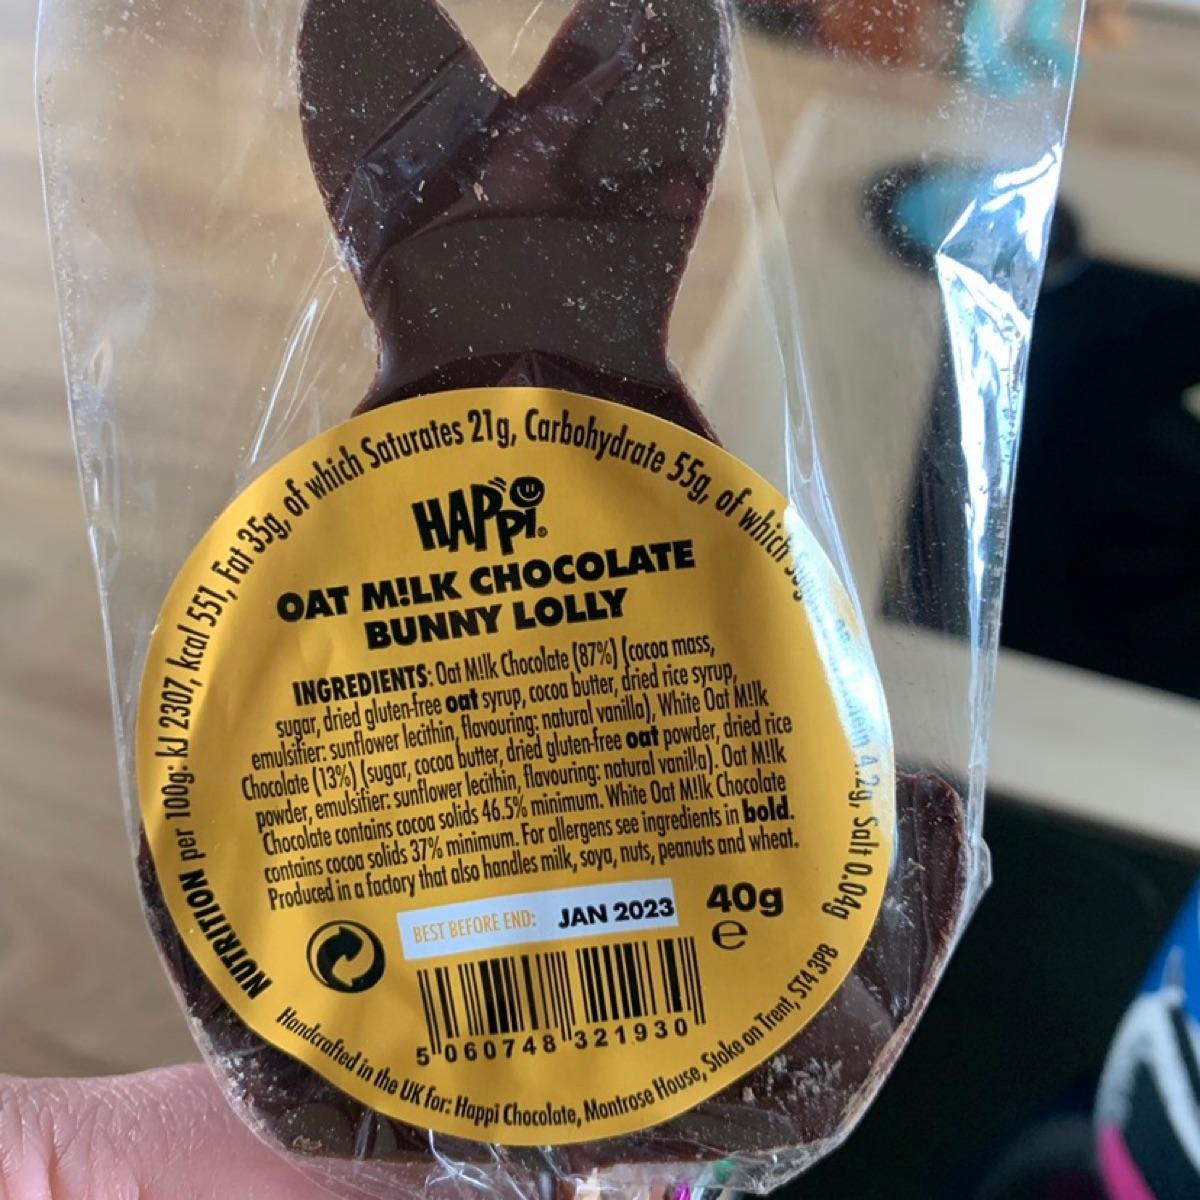 NUTRITION per 100g: kJ 2307, kcal 551, Fat 35g, of which Saturates 21g, Carbohydrate 55g, of which 4.2g, Salt 0.04g
HAPPi®
OAT M!LK CHOCOLATE
BUNNY LOLLY
INGREDIENTS: Oat M!lk Chocolate (87%) (cocoa mass,
sugar, dried gluten-free oat syrup, cocoa butter, dried rice syrup,
emulsifier: sunflower lecithin, flavouring: natural vanilla), White Oat M!lk
Chocolate (13%) (sugar, cocoa butter, dried gluten-free oat powder, dried rice
powder, emulsifier: sunflower lecithin, flavouring: natural vanilla). Oat M!lk
Chocolate contains cocoa solids 46.5% minimum. White Oat M!lk Chocolate
contains cocoa solids 37% minimum. For allergens see ingredients in bold.
Produced in a factory that also handles milk, soya, nuts, peanuts and wheat.
BEST BEFORE END: JAN 2023
40g
e
5 060748 321930
Handcrafted in the UK for: Happi Chocolate, Montrose House, Stoke on Trent, ST4 3PB